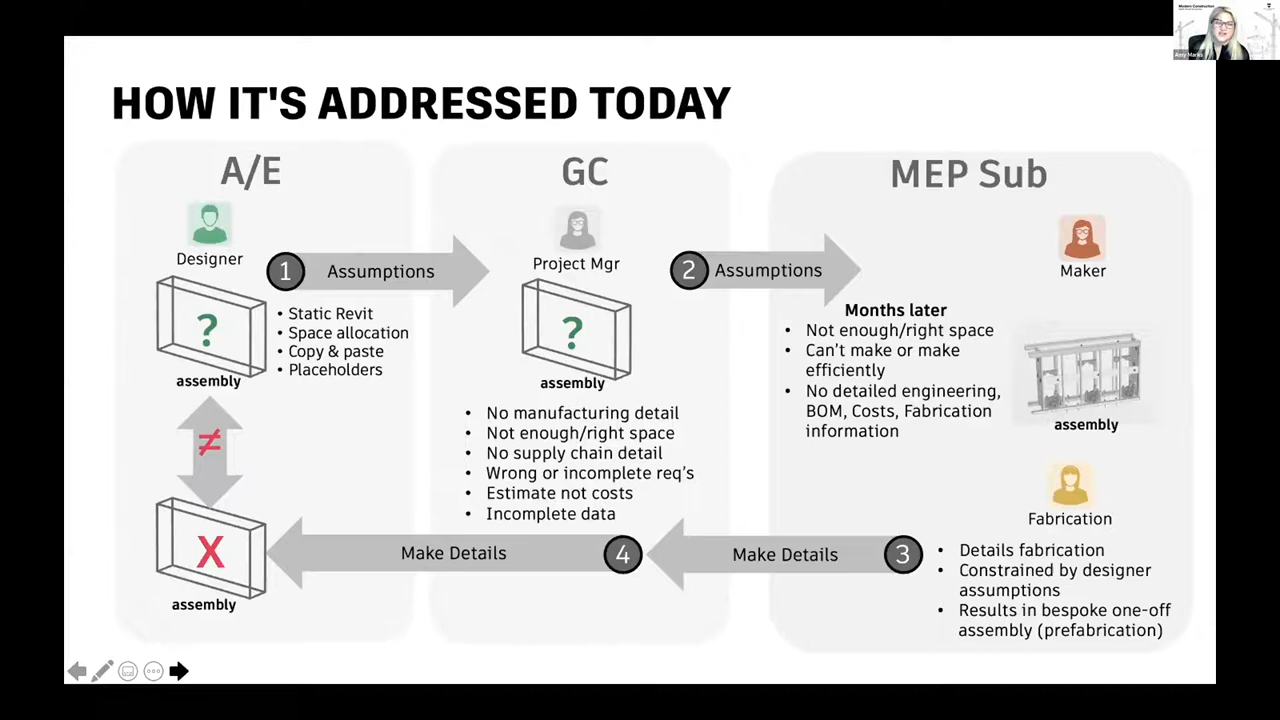 Modern Construction
Amy Marks
HOW IT'S ADDRESSED TODAY
A/E
Designer
1
Assumptions
?
assembly
• Static Revit
• Space allocation
• Copy & paste
• Placeholders
≠
X
assembly
GC
Project Mgr
?
assembly
• No manufacturing detail
• Not enough/right space
• No supply chain detail
• Wrong or incomplete req's
• Estimate not costs
• Incomplete data
2
Assumptions
MEP Sub
Maker
Months later
• Not enough/right space
• Can't make or make
efficiently
• No detailed engineering,
BOM, Costs, Fabrication
information
assembly
Fabrication
3
Make Details
• Details fabrication
• Constrained by designer
assumptions
• Results in bespoke one-off
assembly (prefabrication)
4
Make Details